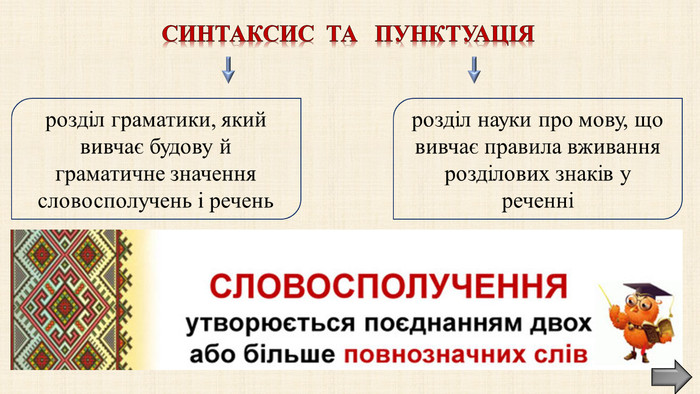 СИНТАКСИС ТА ПУНКТУАЦІЯ
розділ граматики, який
вивчає будову й
граматичне значення
словосполучень і речень
розділ науки про мову, що
вивчає правила вживання
розділових знаків у
реченні
СЛОВОСПОЛУЧЕННЯ
утворюється поєднанням двох
або більше повнозначних слів